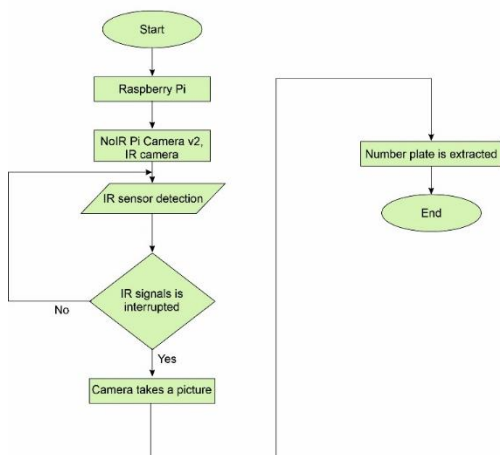 Start
Raspberry Pi
NoIR Pi Camera v2,
IR camera
IR sensor detection
IR signals is
interrupted
No
Yes
Camera takes a picture
Number plate is extracted
End